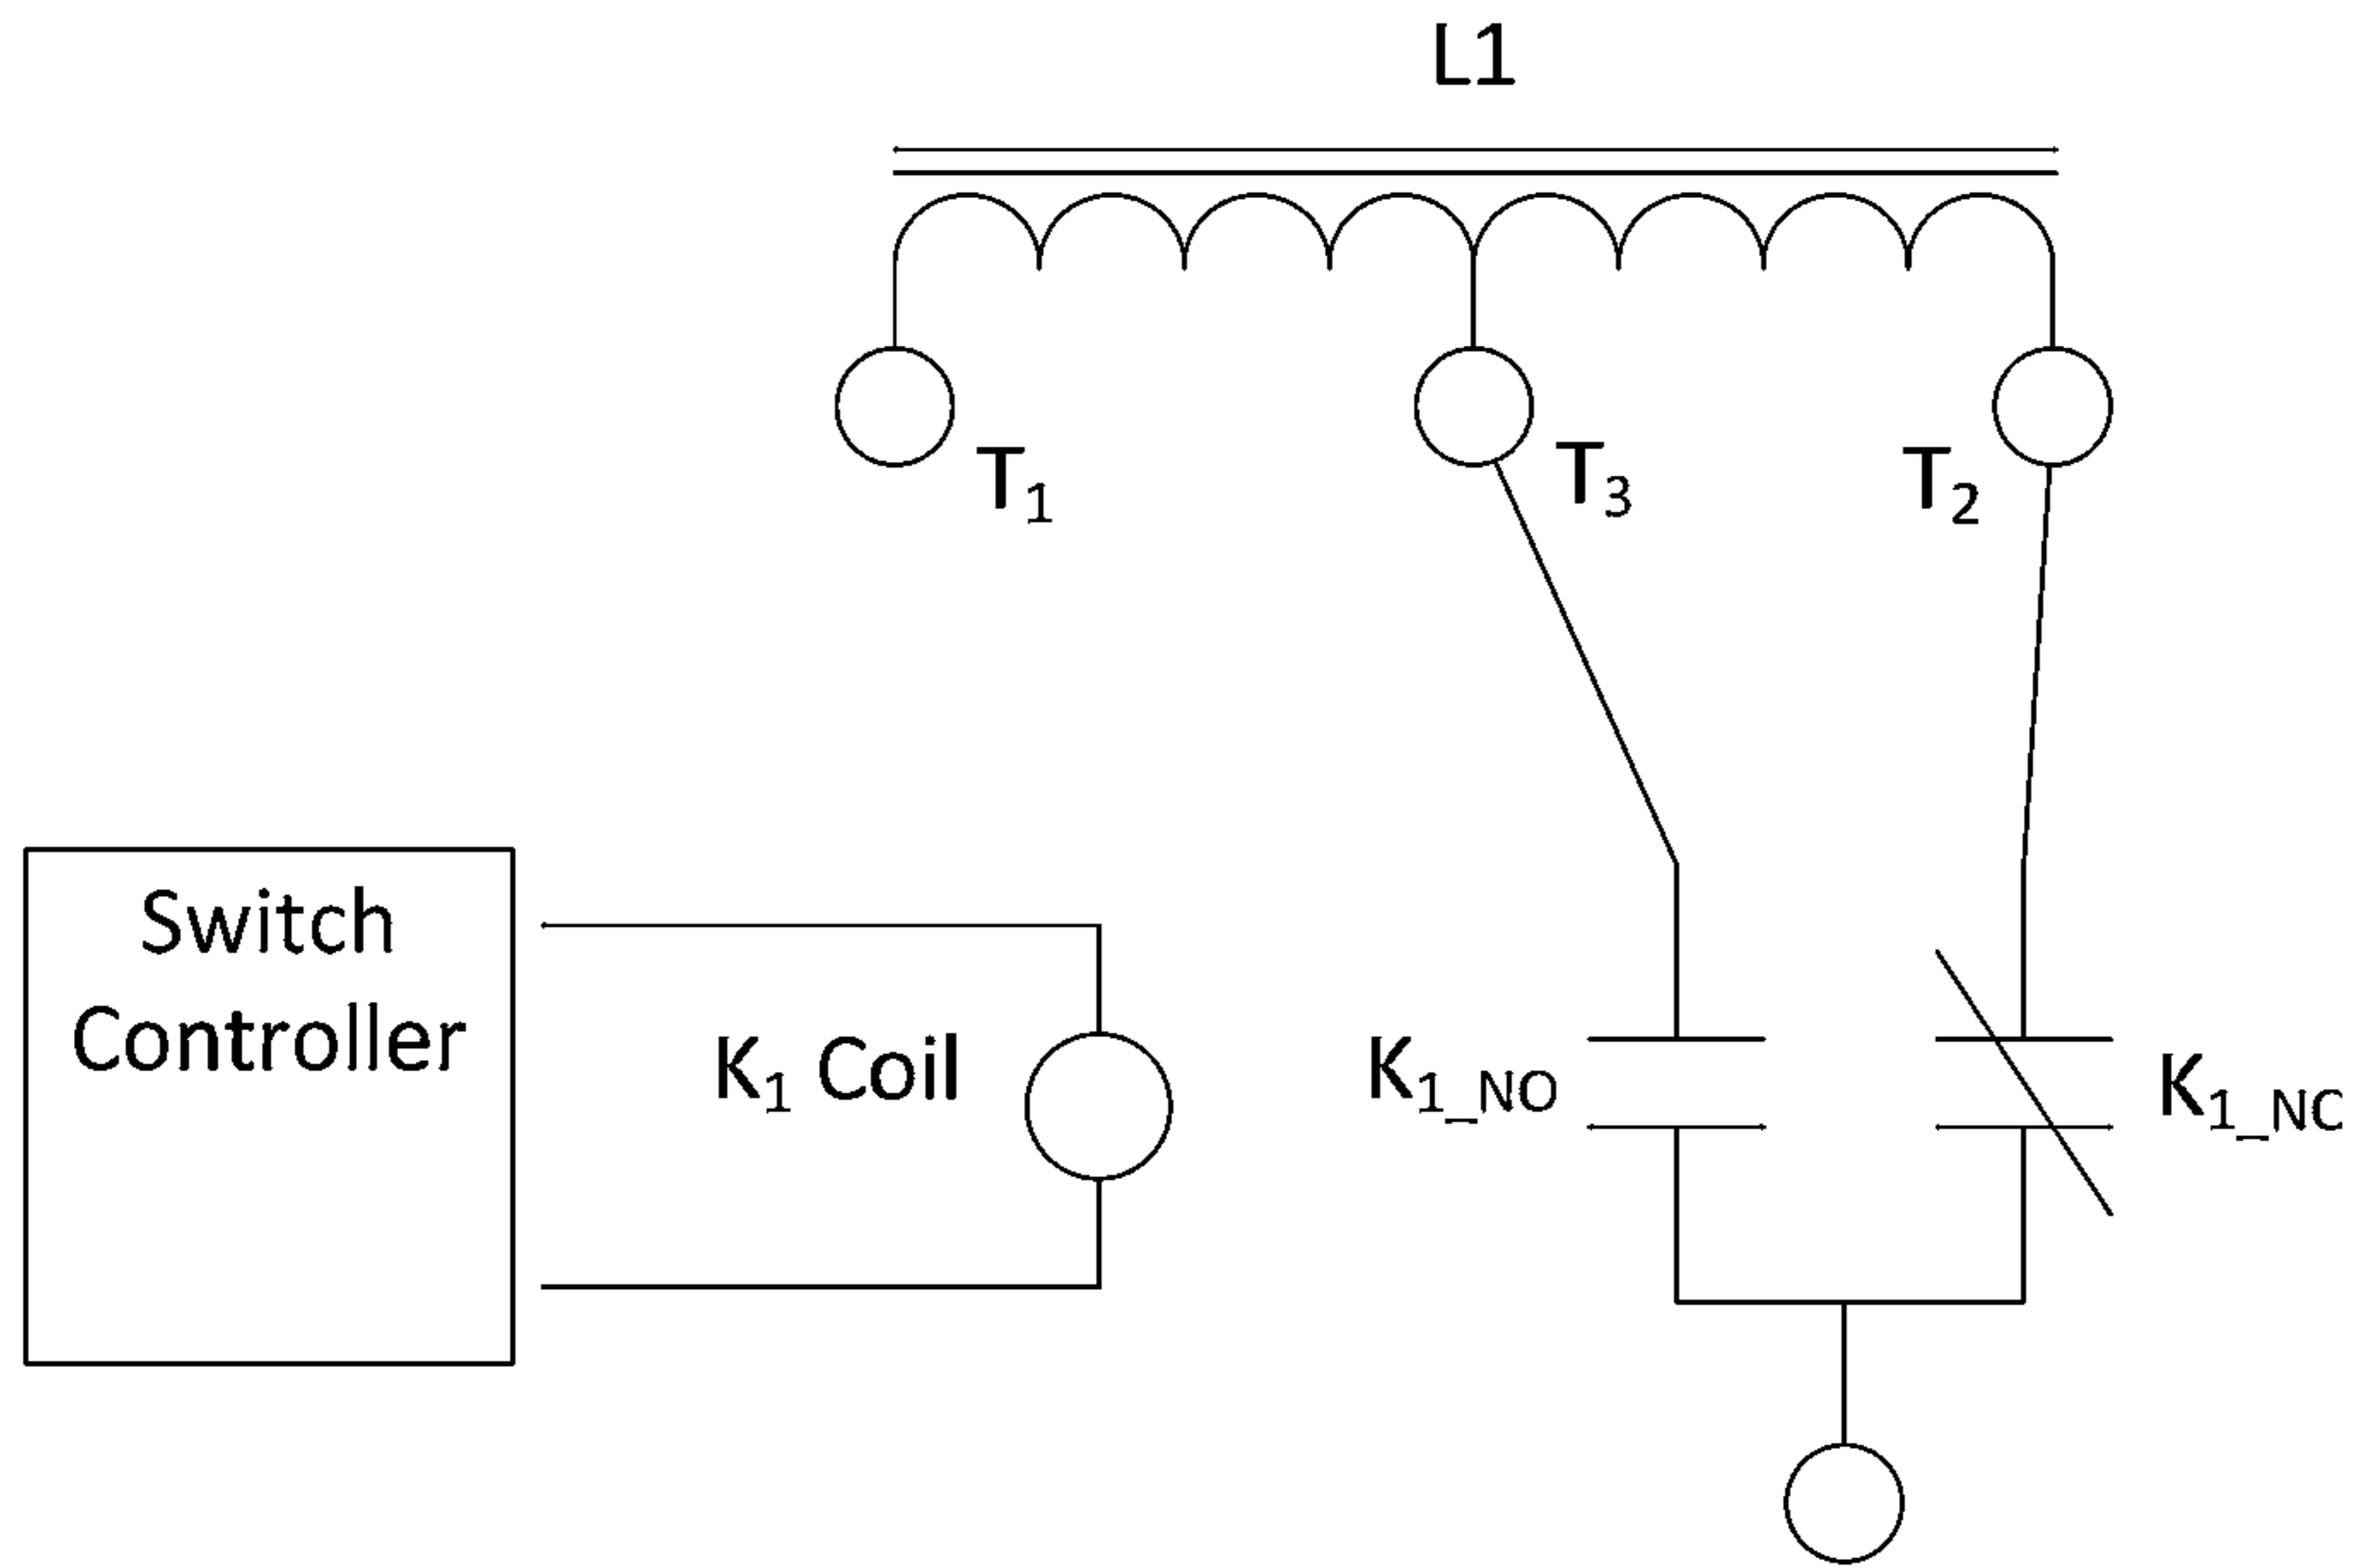 L1
T1
T3
T2
Switch
Controller
K1 Coil
K1_NO
K1_NC